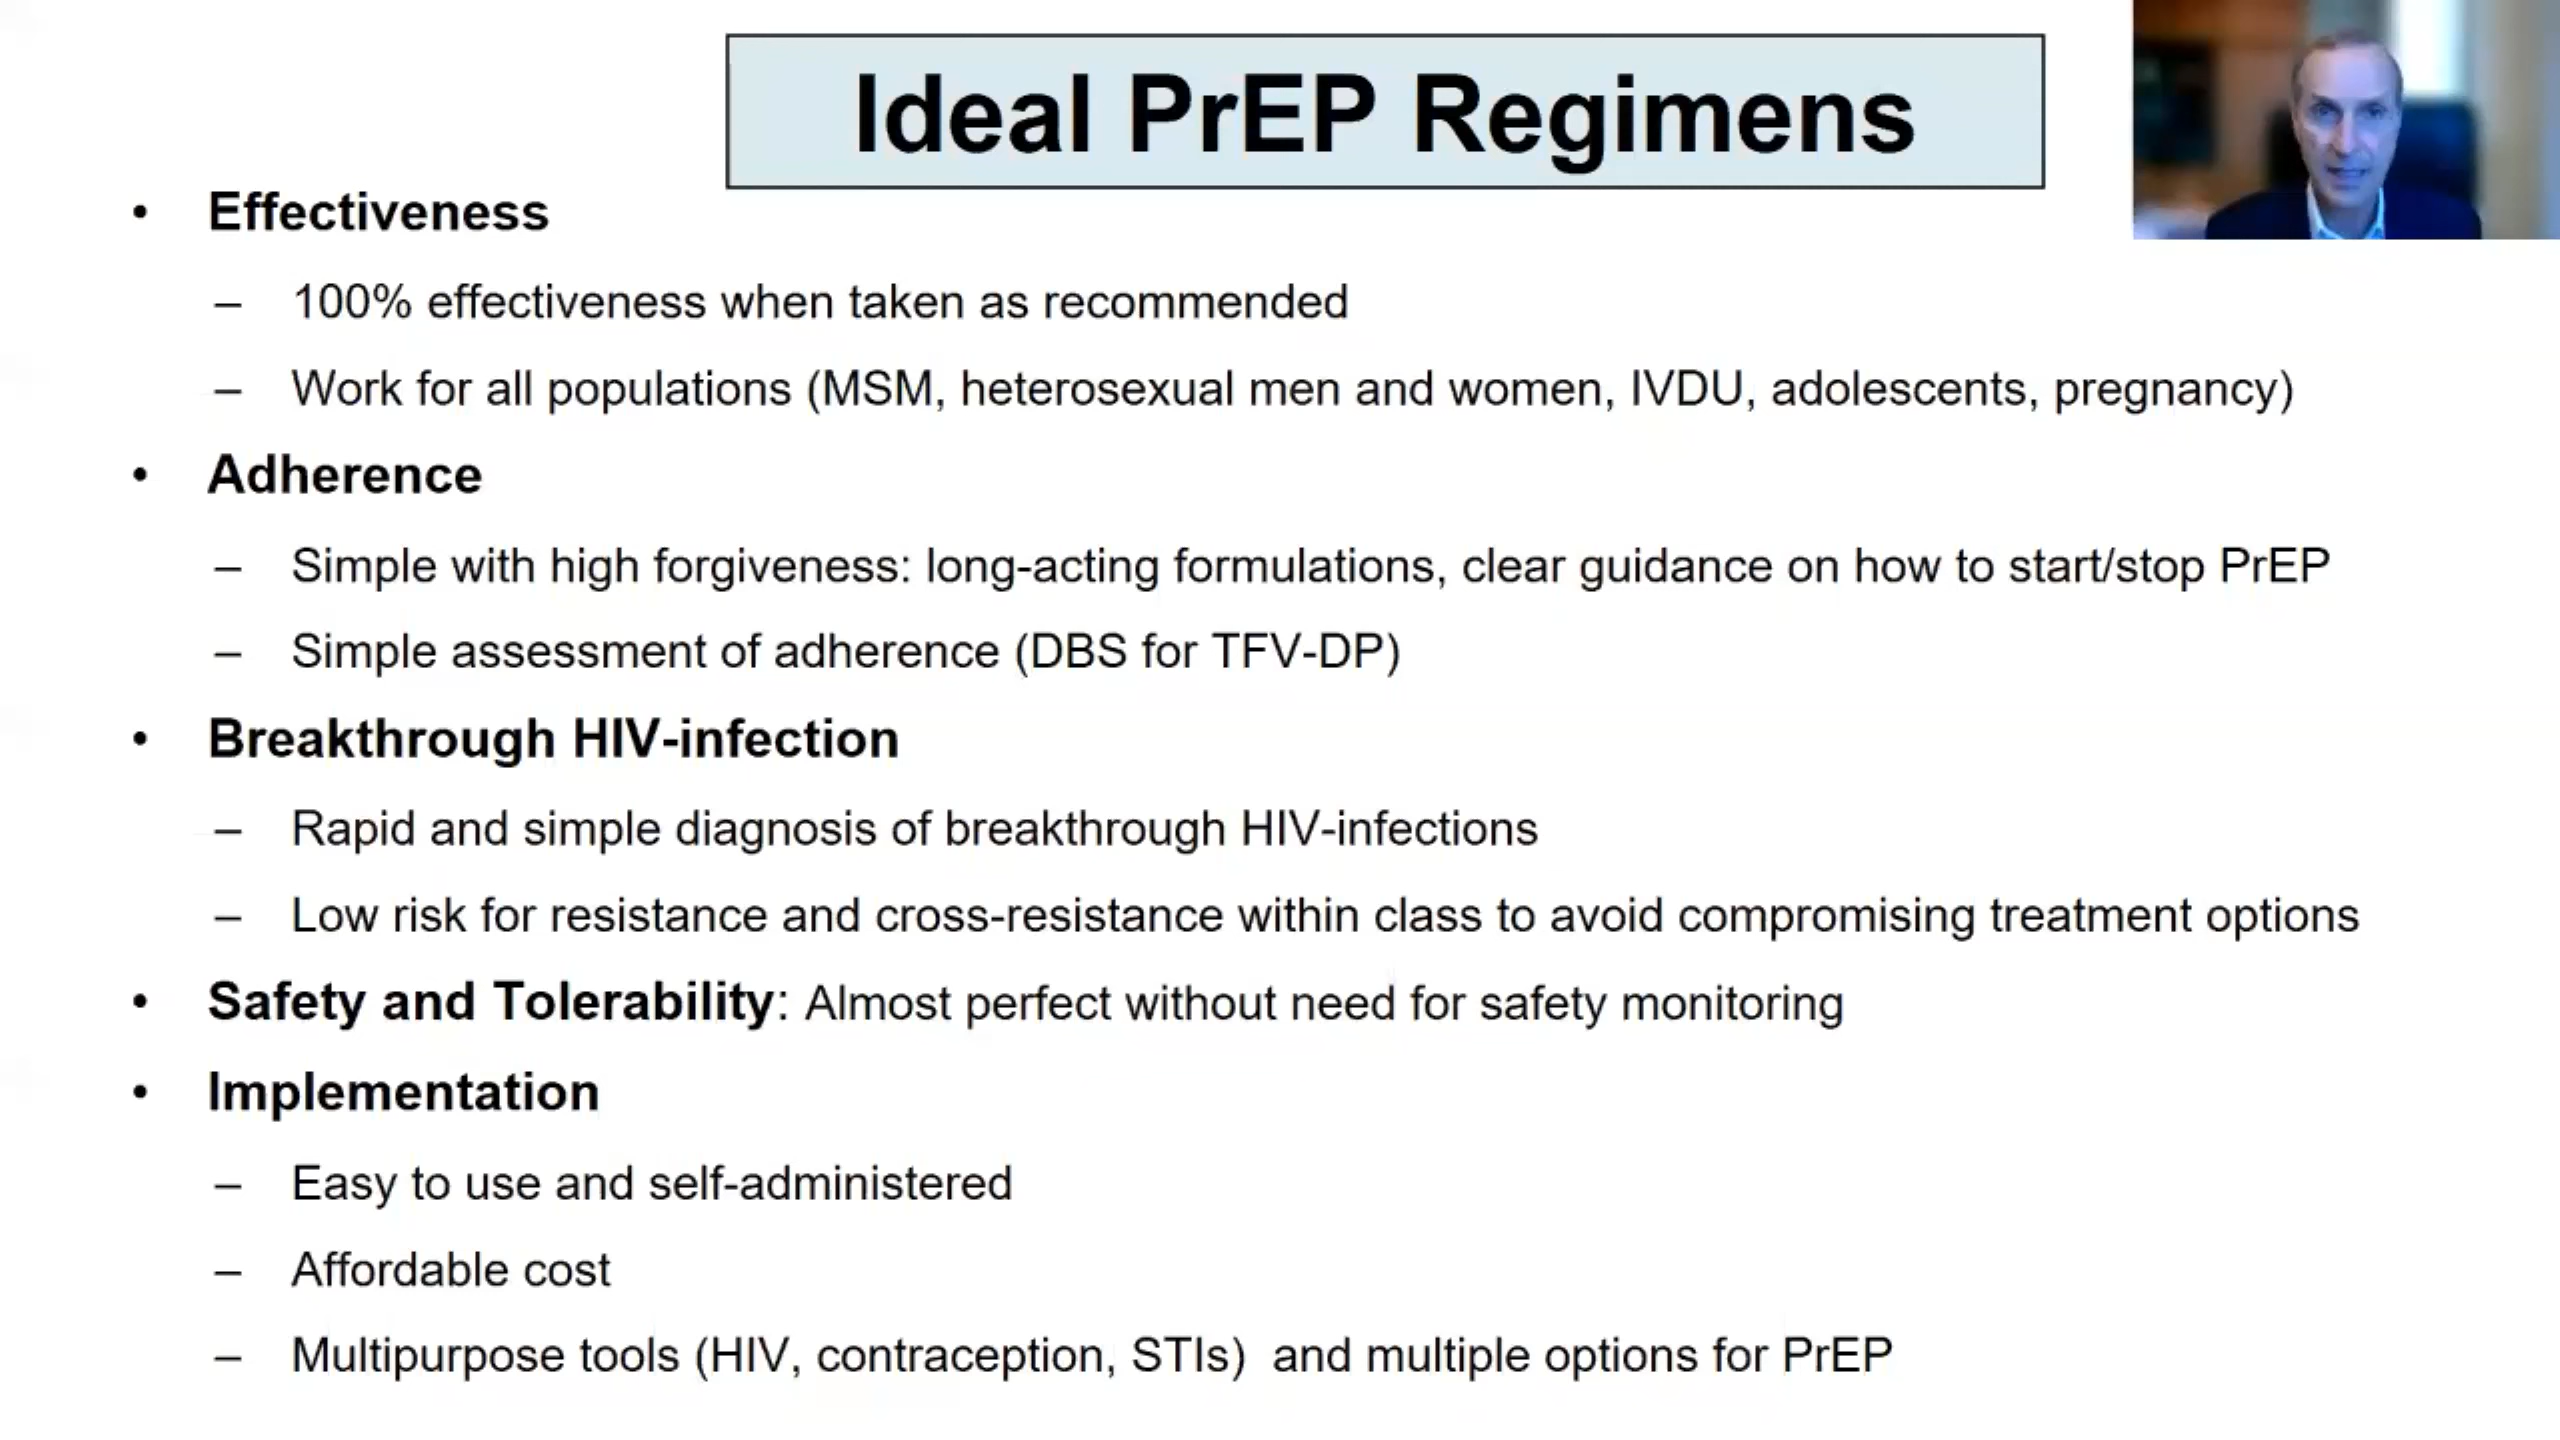 Ideal PrEP Regimens
• Effectiveness
– 100% effectiveness when taken as recommended
– Work for all populations (MSM, heterosexual men and women, IVDU, adolescents, pregnancy)
• Adherence
– Simple with high forgiveness: long-acting formulations, clear guidance on how to start/stop PrEP
– Simple assessment of adherence (DBS for TFV-DP)
• Breakthrough HIV-infection
– Rapid and simple diagnosis of breakthrough HIV-infections
– Low risk for resistance and cross-resistance within class to avoid compromising treatment options
• Safety and Tolerability: Almost perfect without need for safety monitoring
• Implementation
– Easy to use and self-administered
– Affordable cost
– Multipurpose tools (HIV, contraception, STIs)  and multiple options for PrEP